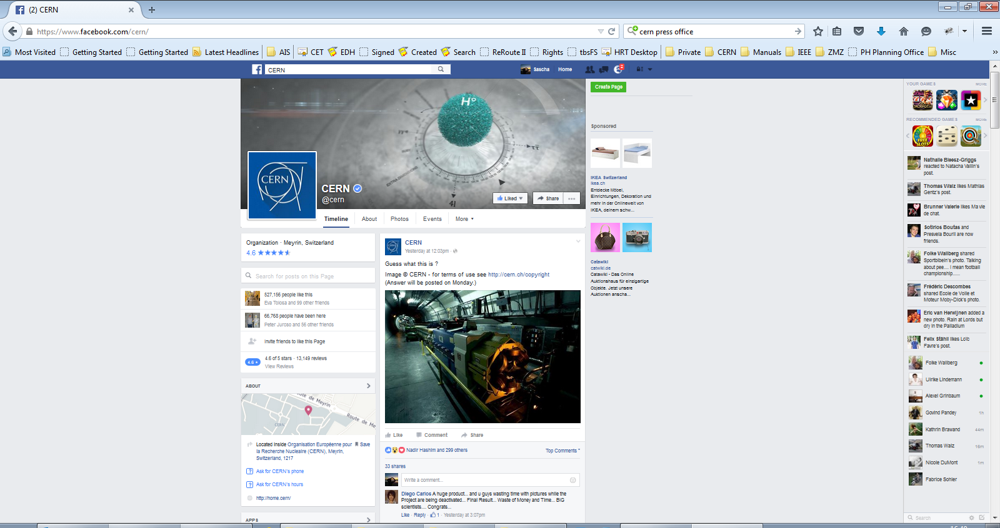 (2) CERN
https://www.facebook.com/cern/
cern press office
Most Visited
Getting Started
Getting Started
Latest Headlines
AIS
CET
EDH
Signed
Created
Search
ReRoute II
Rights
tbsFS
HRT Desktop
Private
CERN
Manuals
IEEE
ZMZ
PH Planning Office
Misc
CERN
Sascha
Home
2
H°
ττ
41
EXTRA DIMENSIONS
CERN
CERN
@cern
Liked
Share
Timeline
About
Photos
Events
More
Organization · Meyrin, Switzerland
4.6
Search for posts on this Page
527,156 people like this
Eva Tolosa and 99 other friends
66,768 people have been here
Peter Jurcso and 56 other friends
Invite friends to like this Page
4.6
4.6 of 5 stars · 13,149 reviews
View Reviews
ABOUT
Route de Meyrin
Route de Me
CERN
Located Inside Organisation Européenne pour
la Recherche Nucleaire (CERN), Meyrin,
Switzerland, 1217
Save
Ask for CERN's phone
Ask for CERN's hours
http://home.cern/
APPS
CERN
Yesterday at 12:03pm ·
Guess what this is ?
Image © CERN - for terms of use see http://cern.ch/copyright
(Answer will be posted on Monday.)
Like
Comment
Share
Nadir Hashim and 299 others
Top Comments
33 shares
Write a comment...
Diego Carlos A huge product... and u guys wasting time with pictures while the
Project are being deactivated... Final Result... Waste of Money and Time... BIG
scientists.... Congrats...
Like · Reply · 1 · Yesterday at 3:07pm
Create Page
Sponsored
IKEA Switzerland
ikea.ch
Entdecke Möbel,
Einrichtungen, Dekoration und
mehr in der Onlinewelt von
IKEA, deinem schw...
Catawiki
catwiki.de
Catawiki - Das Online
Auktionshaus für einzigartige
Objekte. Jetzt unsere
Auktionen anscha...
YOUR GAMES
MORE
JACKPOT
RECOMMENDED GAMES
MORE
FREE
SLOTS
Nathalie Bleesz-Griggs
reacted to Natacha Vallin's
post.
Thomas Walz likes Mathias
Gentz's post.
Brunner Valerie likes Ma vie
de chat.
Sotirios Boutas and
Presvela Bourli are now
friends.
Folke Wallberg shared
Sportbibeln's photo. Talking
about pee.... I mean football
championship......
Frédéric Descombes
shared Ecole de Voile et
Moteur Moby-Dick's photo.
Eric van Herwijnen added a
new photo. Rain at Lords but
dry in the Palladium
Felix Stähli likes Loïc
Favre's post.
Folke Wallberg
Ulrike Lindemann
Alexei Grinbaum
Govind Pandey
1h
Kathrin Brawand
44m
Thomas Walz
16m
Nicole DuMont
1m
Fabrice Sohler
Search